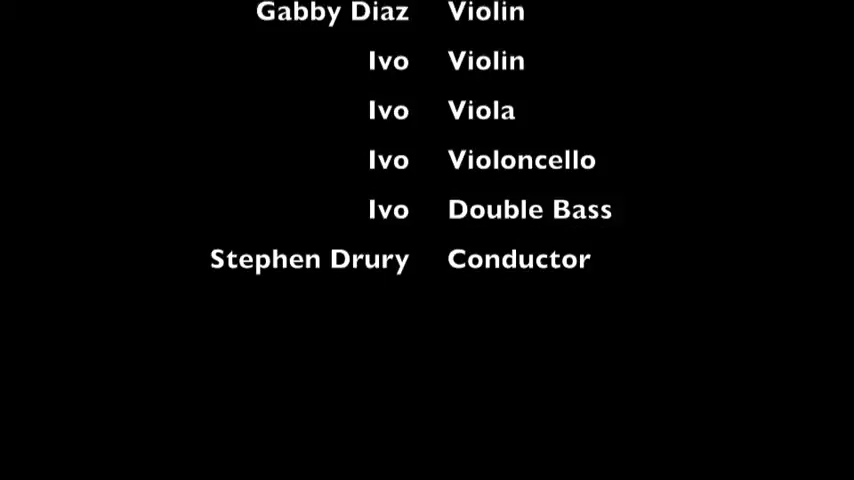 Gabby Diaz Violin
Ivo Violin
Ivo Viola
Ivo Violoncello
Ivo Double Bass
Stephen Drury Conductor